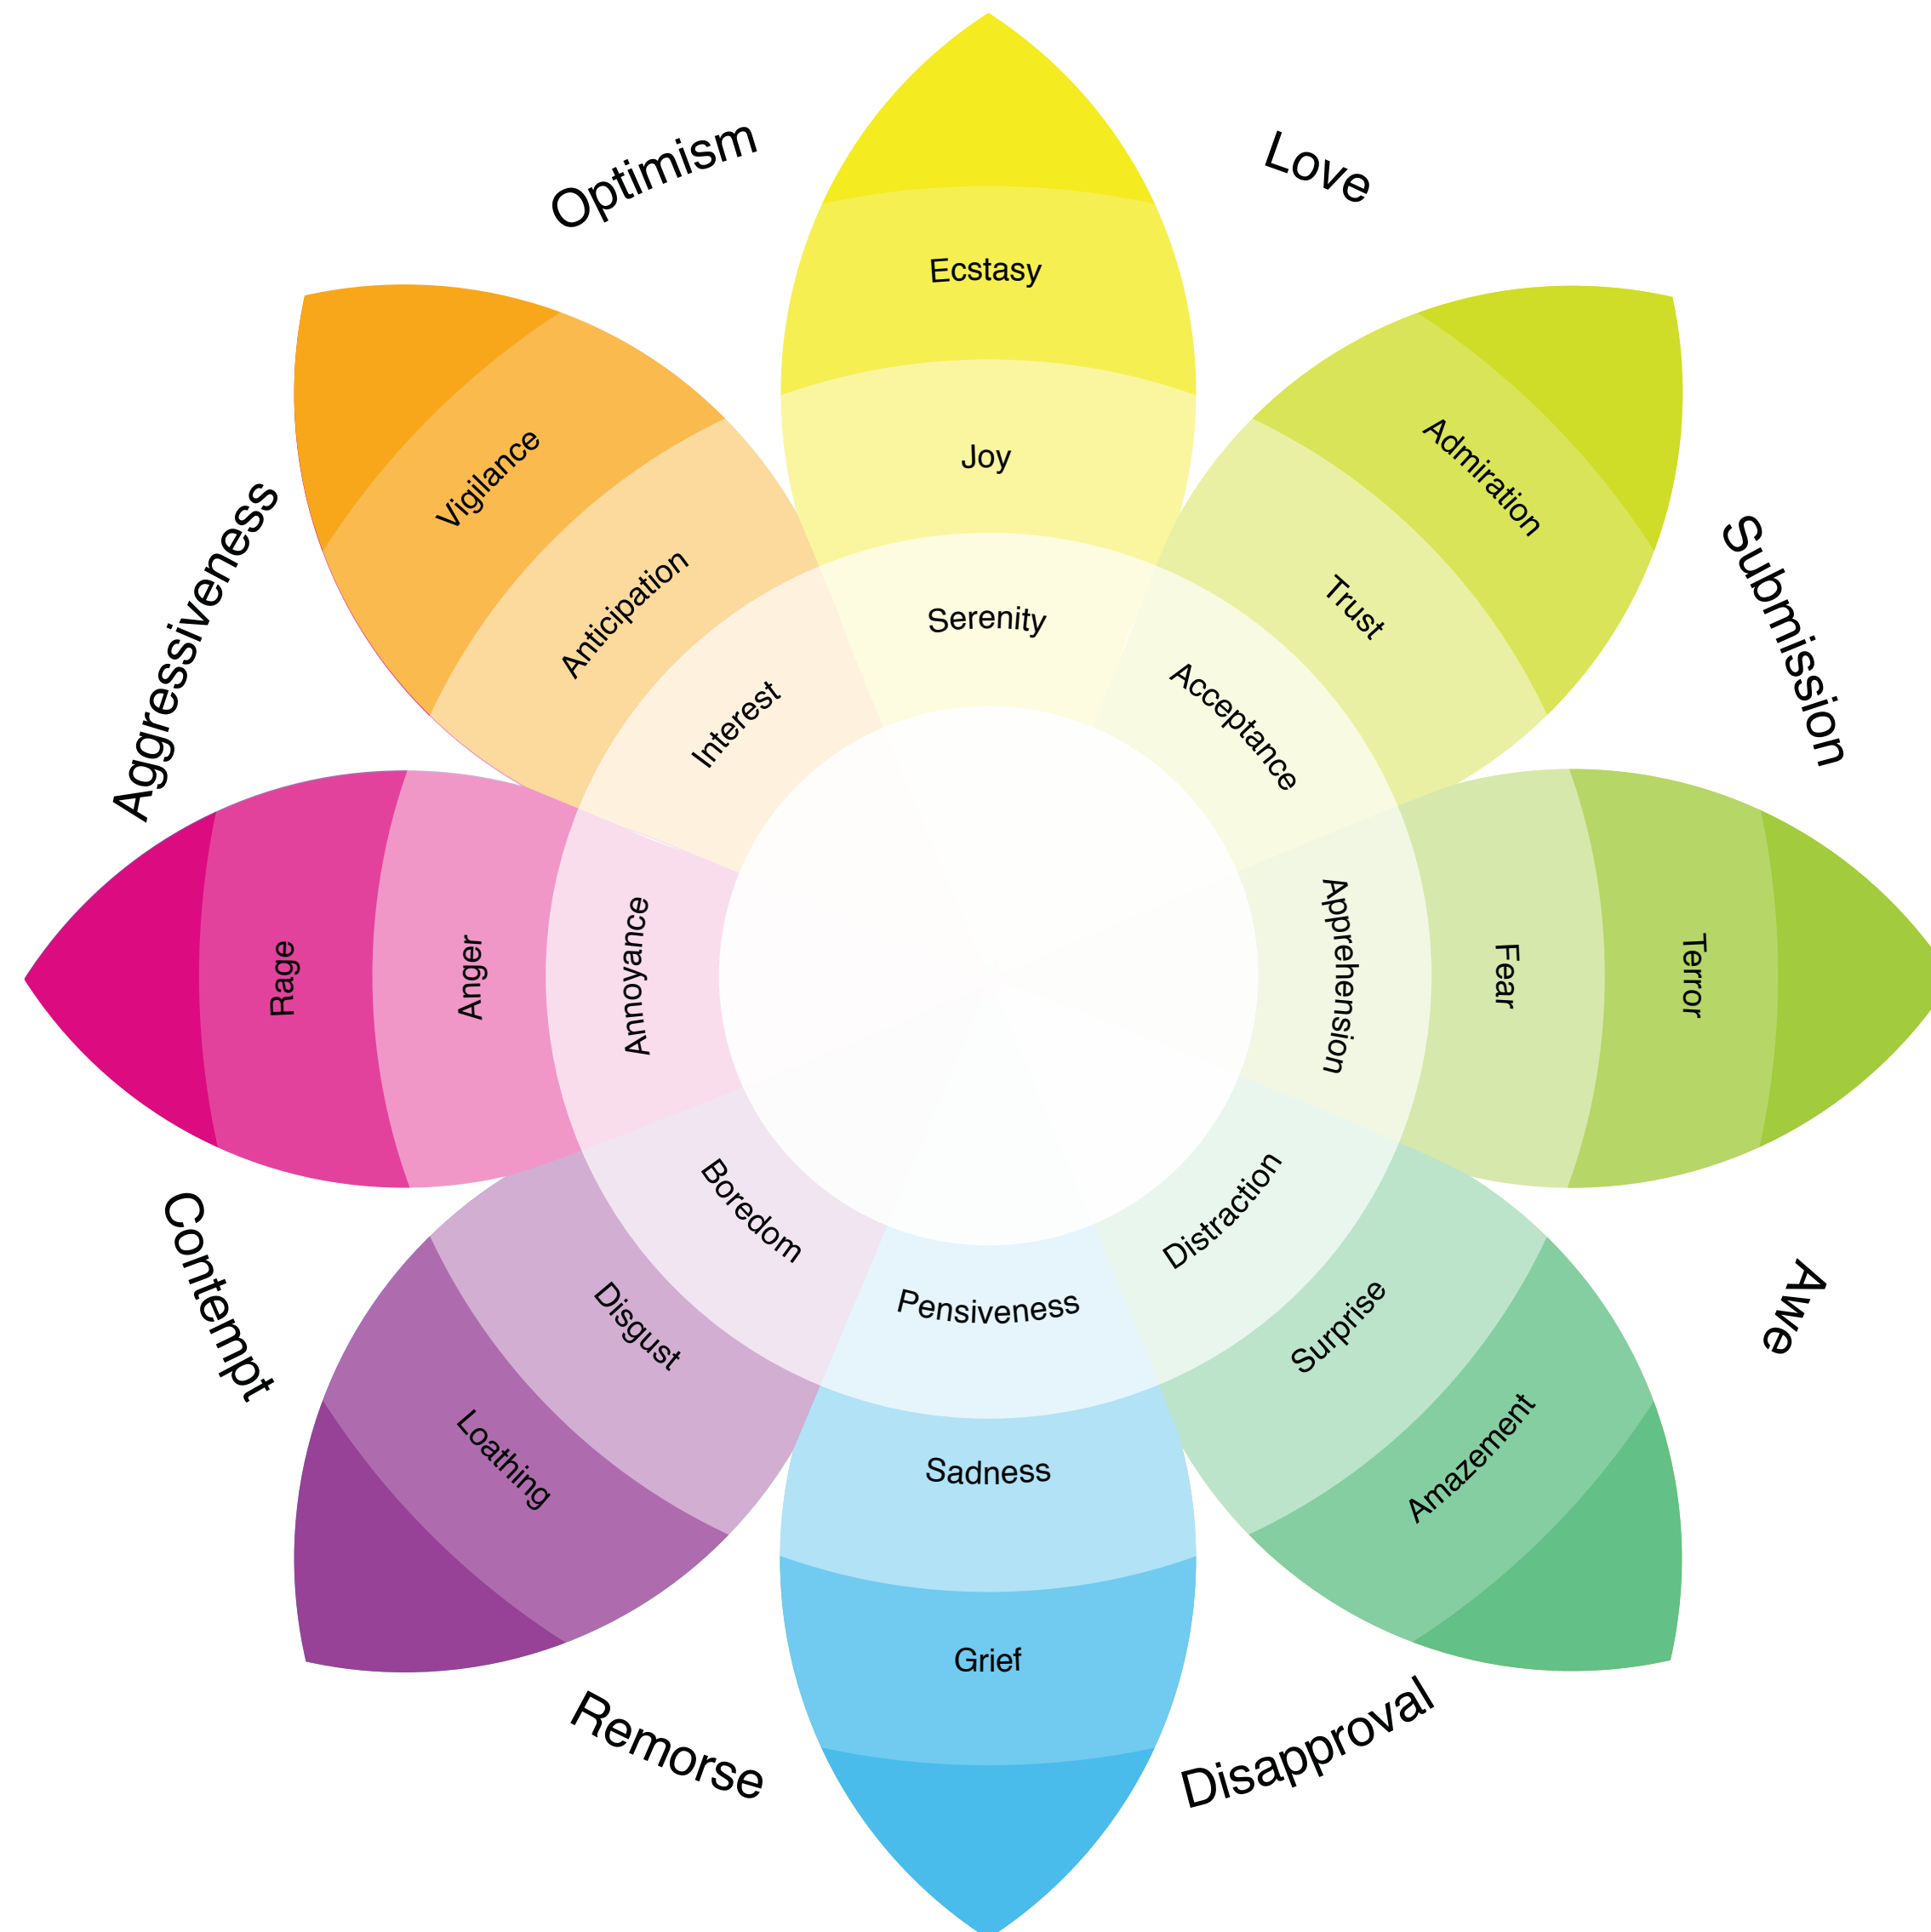 Optimism
Love
Ecstasy
Joy
Serenity
Vigilance
Anticipation
Interest
Admiration
Trust
Acceptance
Aggressiveness
Submission
Rage
Anger
Annoyance
Apprehension
Fear
Terror
Contempt
Awe
Boredom
Disgust
Loathing
Distraction
Surprise
Amazement
Pensiveness
Sadness
Grief
Remorse
Disapproval